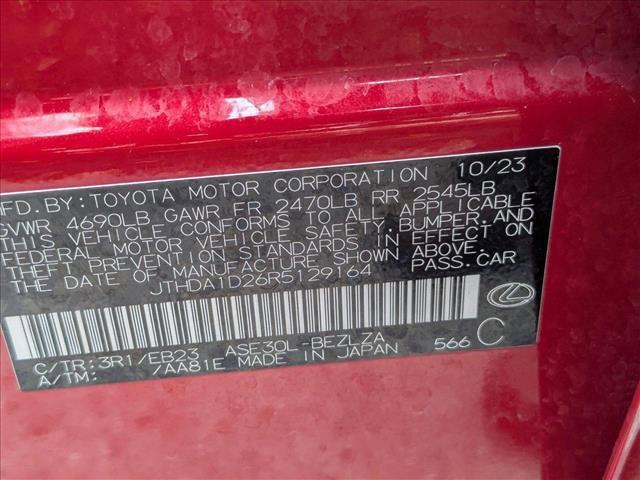 10/23
MFD. BY: TOYOTA MOTOR CORPORATION
GVWR 4690LB GAWR FR 2470LB RR 2545LB
THIS VEHICLE CONFORMS TO ALL APPLICABLE
FEDERAL MOTOR VEHICLE SAFETY, BUMPER, AND
THEFT PREVENTION STANDARDS IN EFFECT ON
THE DATE OF MANUFACTURE SHOWN ABOVE.
JTHDA1D26R5129164 PASS.CAR
C/TR: 3R1/EB23 ASE30L-BEZLZA 566 C
A/TM: /AA81E MADE IN JAPAN